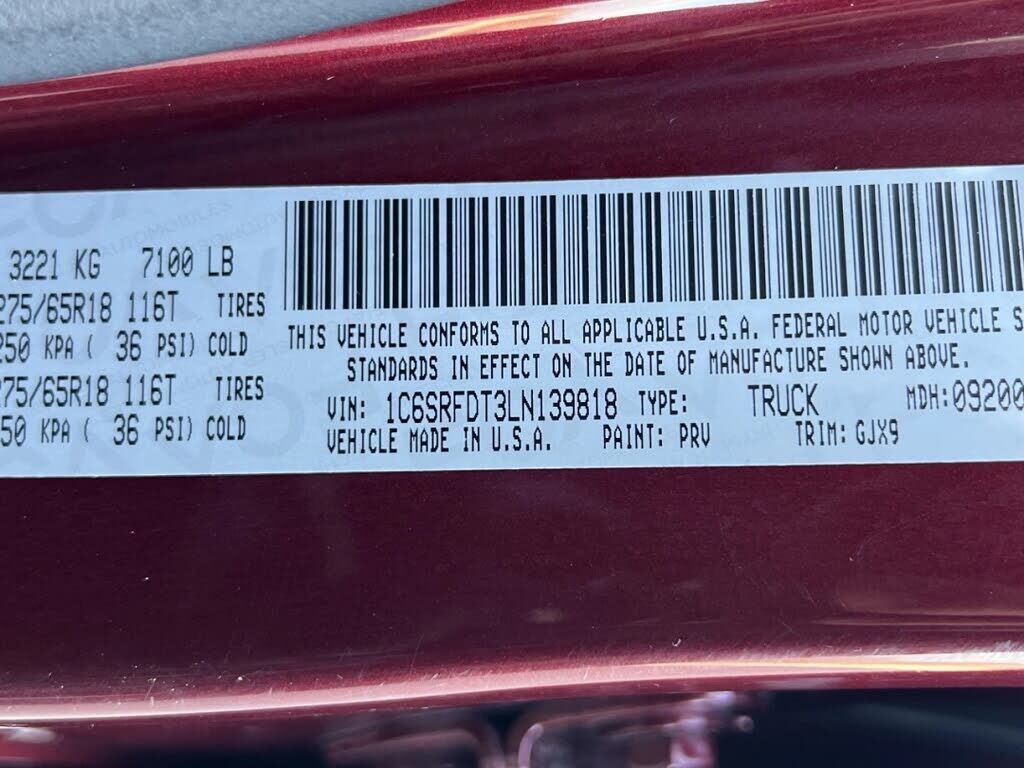 3221 KG 7100 LB
275/65R18 116T TIRES
250 KPA ( 36 PSI) COLD
275/65R18 116T TIRES
50 KPA ( 36 PSI) COLD
THIS VEHICLE CONFORMS TO ALL APPLICABLE U.S.A. FEDERAL MOTOR VEHICLE S
STANDARDS IN EFFECT ON THE DATE OF MANUFACTURE SHOWN ABOVE.
VIN: 1C6SRFDT3LN139818 TYPE: TRUCK MDH:09200
VEHICLE MADE IN U.S.A. PAINT: PRV TRIM: GJX9